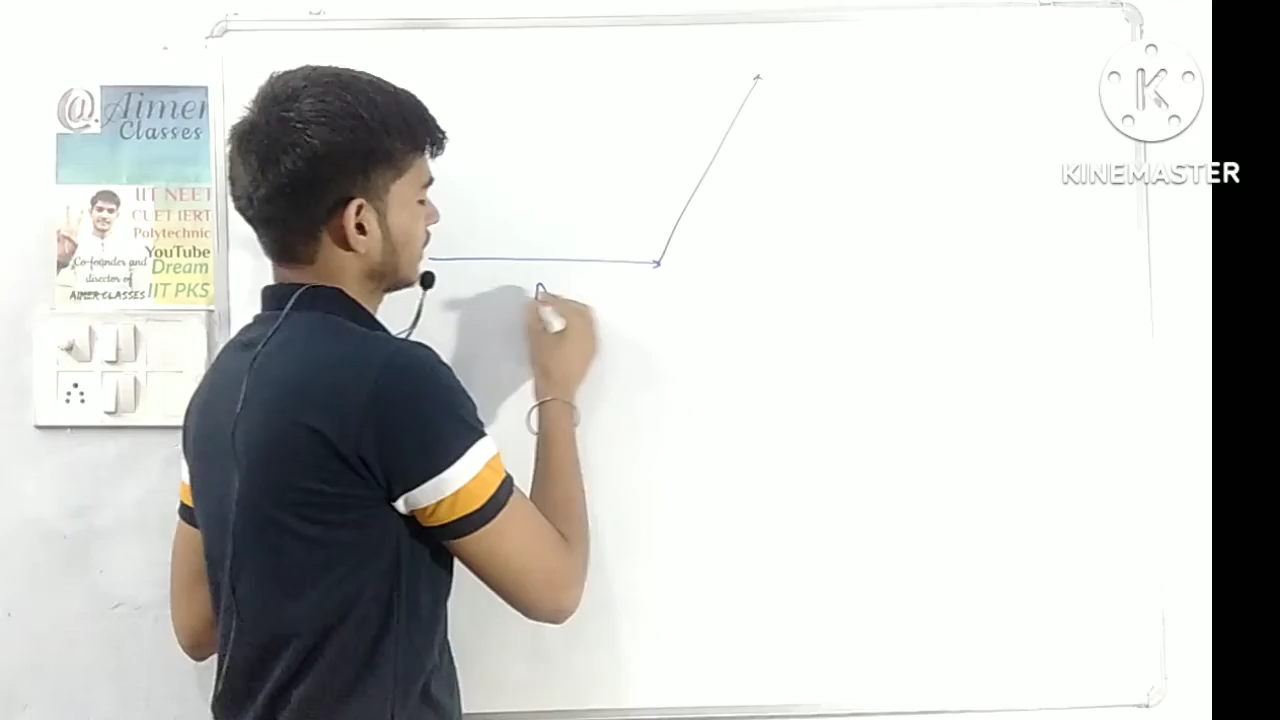 @.Aimer
Classes
IIT NEET
CUET IERT
Polytechnic
YouTube
Dream
IIT PKS
Co-founder and
director of
AIMER CLASSES
A
KINEMASTER